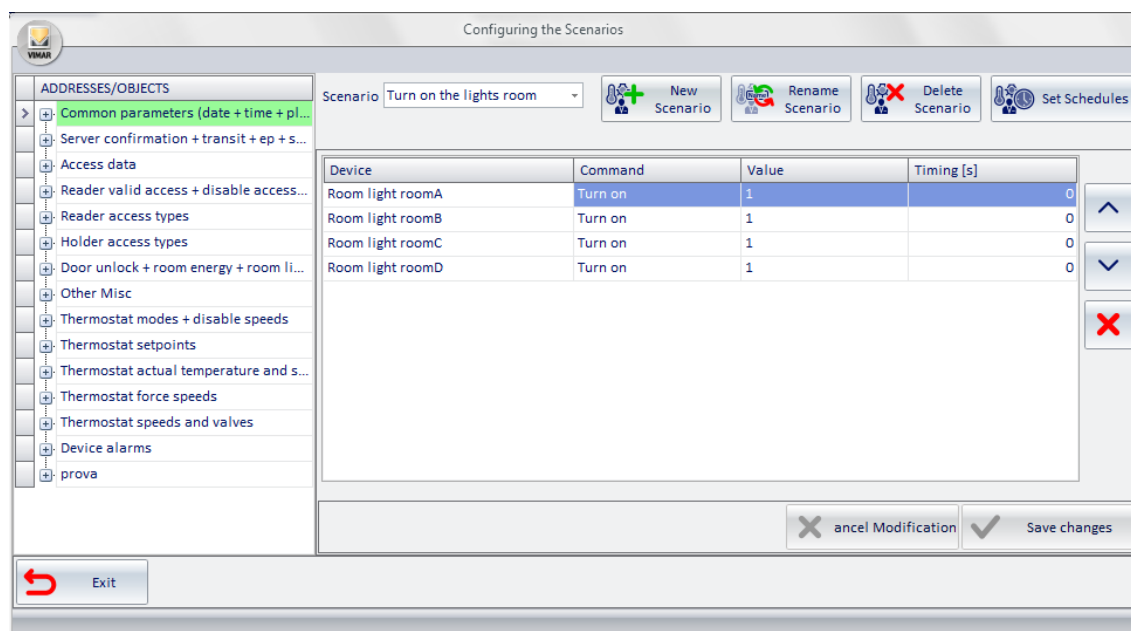 Configuring the Scenarios
VIMAR
ADDRESSES/OBJECTS
Common parameters (date + time + pl...
Server confirmation + transit + ep + s...
Access data
Reader valid access + disable access...
Reader access types
Holder access types
Door unlock + room energy + room li...
Other Misc
Thermostat modes + disable speeds
Thermostat setpoints
Thermostat actual temperature and s...
Thermostat force speeds
Thermostat speeds and valves
Device alarms
prova
Scenario Turn on the lights room
New
Scenario
Rename
Scenario
Delete
Scenario
Set Schedules
Device Command Value Timing [s]
Room light roomA Turn on 1 0
Room light roomB Turn on 1 0
Room light roomC Turn on 1 0
Room light roomD Turn on 1 0
ancel Modification
Save changes
Exit